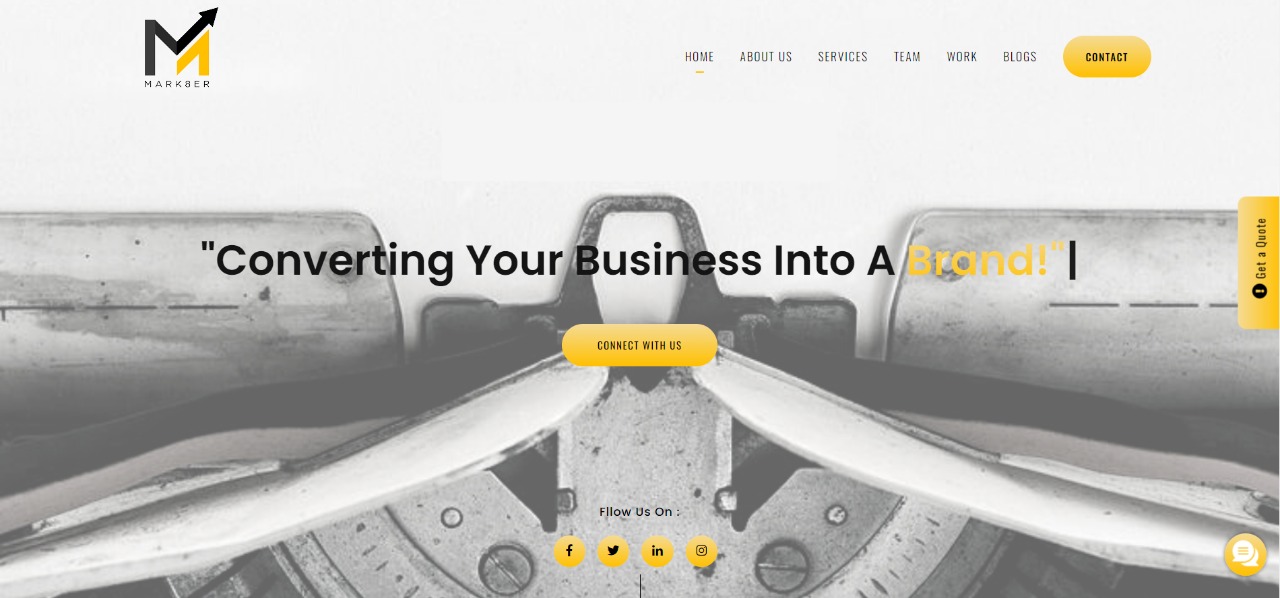 MARK8ER
HOME ABOUT US SERVICES TEAM WORK BLOGS CONTACT
"Converting Your Business Into A Brand!"|
Get a Quote
CONNECT WITH US
Fllow Us On :